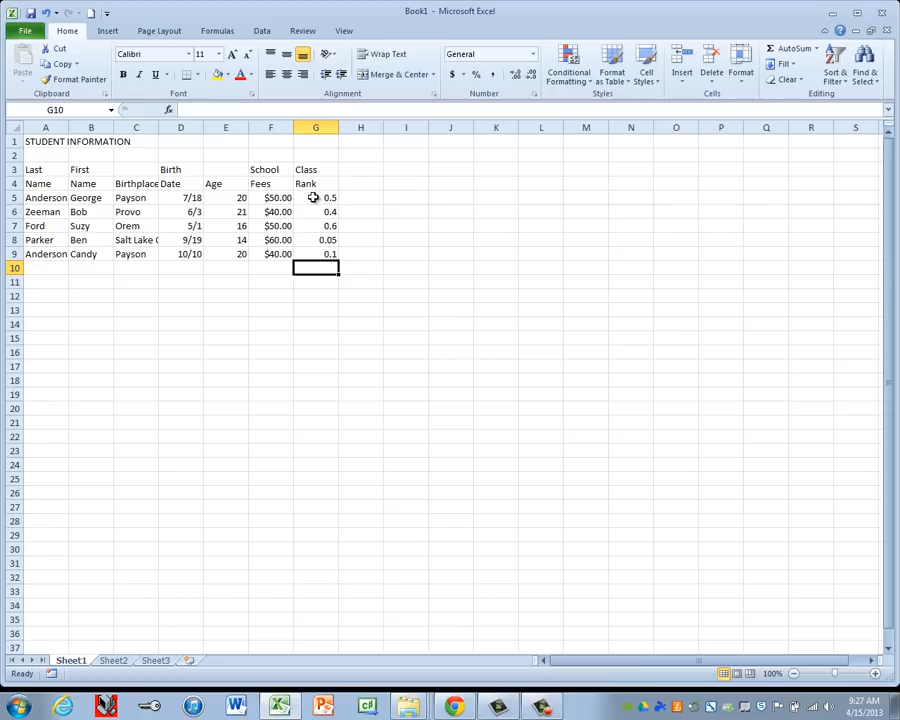 Book1 - Microsoft Excel
File Home Insert Page Layout Formulas Data Review View
Paste Cut Copy Format Painter Clipboard
Calibri 11 A A B I U A Font
Wrap Text Merge & Center Alignment
General $ % , .0 .00 .00 .0 Number
Conditional Formatting Format as Table Cell Styles Styles
Insert Delete Format Cells
Σ AutoSum Fill Clear Sort & Filter Find & Select Editing
G10 fx
A B C D E F G H I J K L M N O P Q R S
1 STUDENT INFORMATION
2
3 Last First Birth School Class
4 Name Name Birthplace Date Age Fees Rank
5 Anderson George Payson 7/18 20 $50.00 0.5
6 Zeeman Bob Provo 6/3 21 $40.00 0.4
7 Ford Suzy Orem 5/1 16 $50.00 0.6
8 Parker Ben Salt Lake C 9/19 14 $60.00 0.05
9 Anderson Candy Payson 10/10 20 $40.00 0.1
10
11
12
13
14
15
16
17
18
19
20
21
22
23
24
25
26
27
28
29
30
31
32
33
34
35
36
37
Sheet1 Sheet2 Sheet3
Ready 100%
9:27 AM
4/15/2013